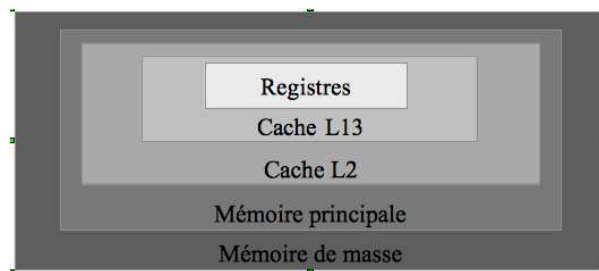 Registres
Cache L13
Cache L2
Mémoire principale
Mémoire de masse